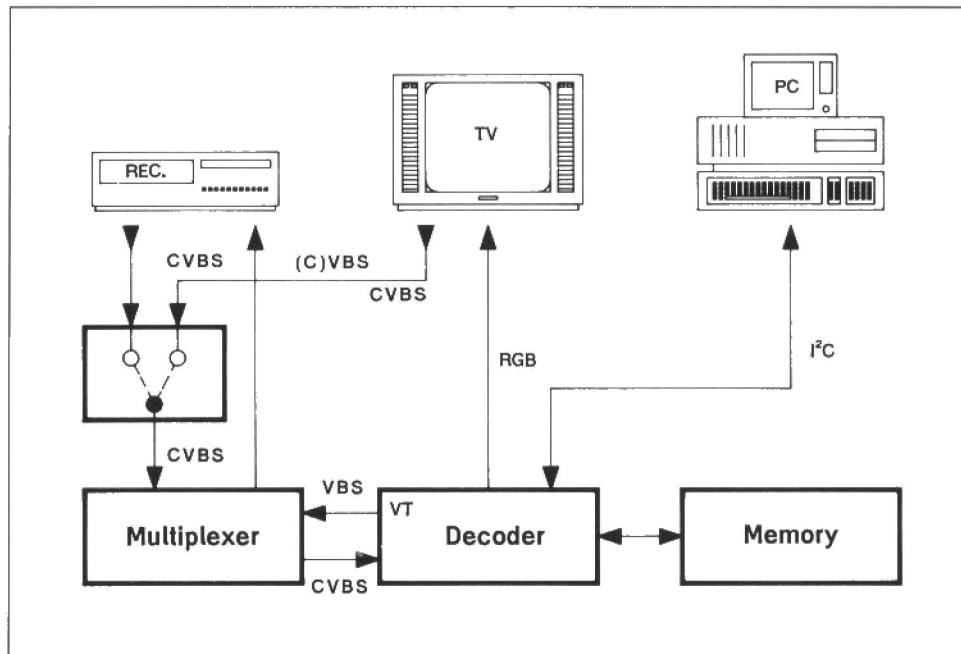 PC
TV
REC.
CVBS
(C)VBS
CVBS
RGB
I²C
CVBS
VBS
VT
Multiplexer
Decoder
Memory
CVBS